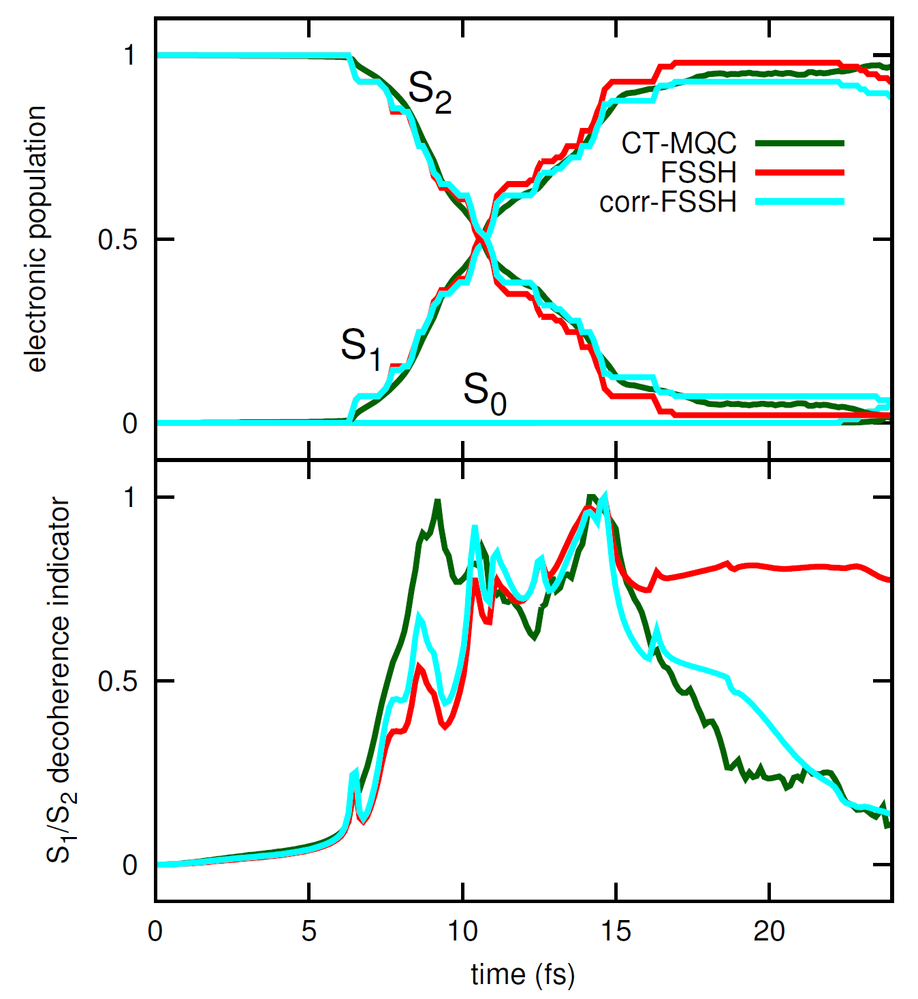 1
0.5
0
electronic population
S2
S1
S0
CT-MQC
FSSH
corr-FSSH
1
0.5
0
S1/S2 decoherence indicator
0 5 10 15 20
time (fs)